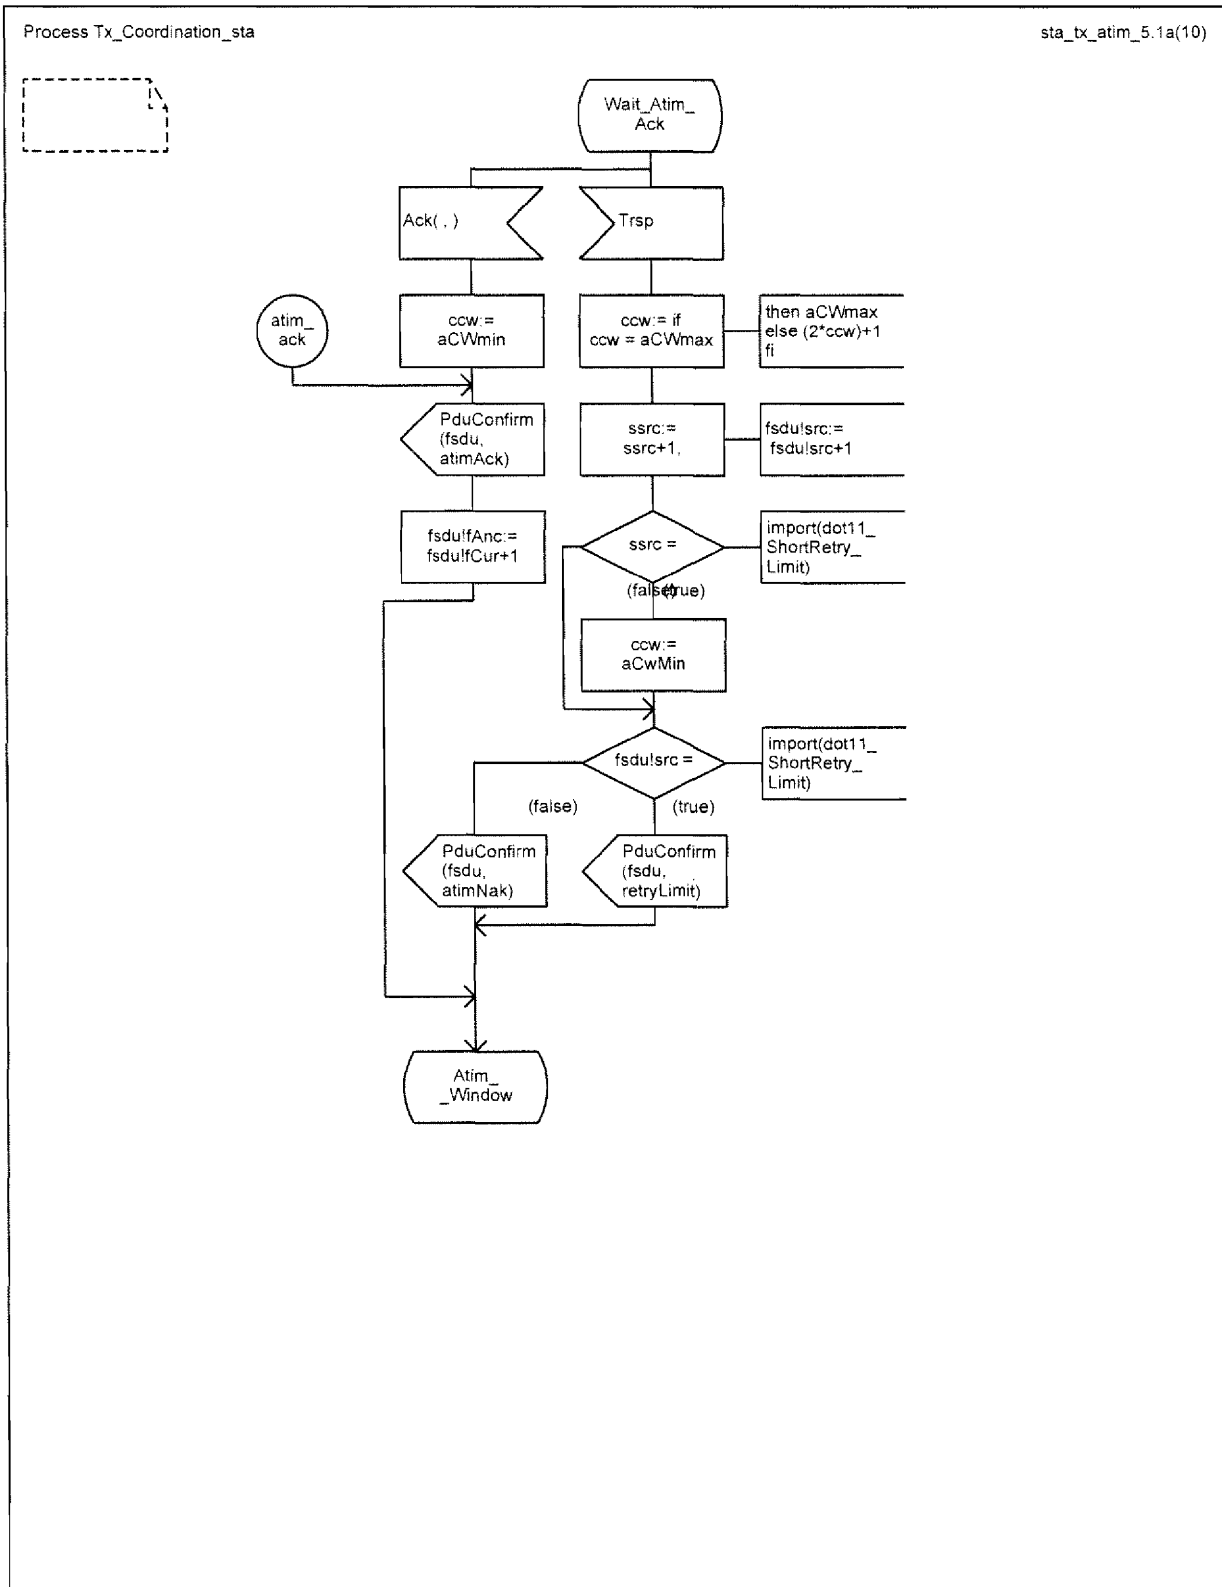 Process Tx_Coordination_sta
sta_tx_atim_5.1a(10)
Wait_Atim_
Ack
Ack( , )
Trsp
atim_
ack
ccw:=
aCWmin
ccw:= if
ccw = aCWmax
then aCWmax
else (2*ccw)+1
fi
PduConfirm
(fsdu,
atimAck)
ssrc:=
ssrc+1,
fsdu!src:=
fsdu!src+1
fsdu!fAnc:=
fsdu!fCur+1
ssrc =
import(dot11_
ShortRetry_
Limit)
(false)
(true)
ccw:=
aCwMin
fsdu!src =
import(dot11_
ShortRetry_
Limit)
(false)
(true)
PduConfirm
(fsdu,
atimNak)
PduConfirm
(fsdu,
retryLimit)
Atim_
_Window